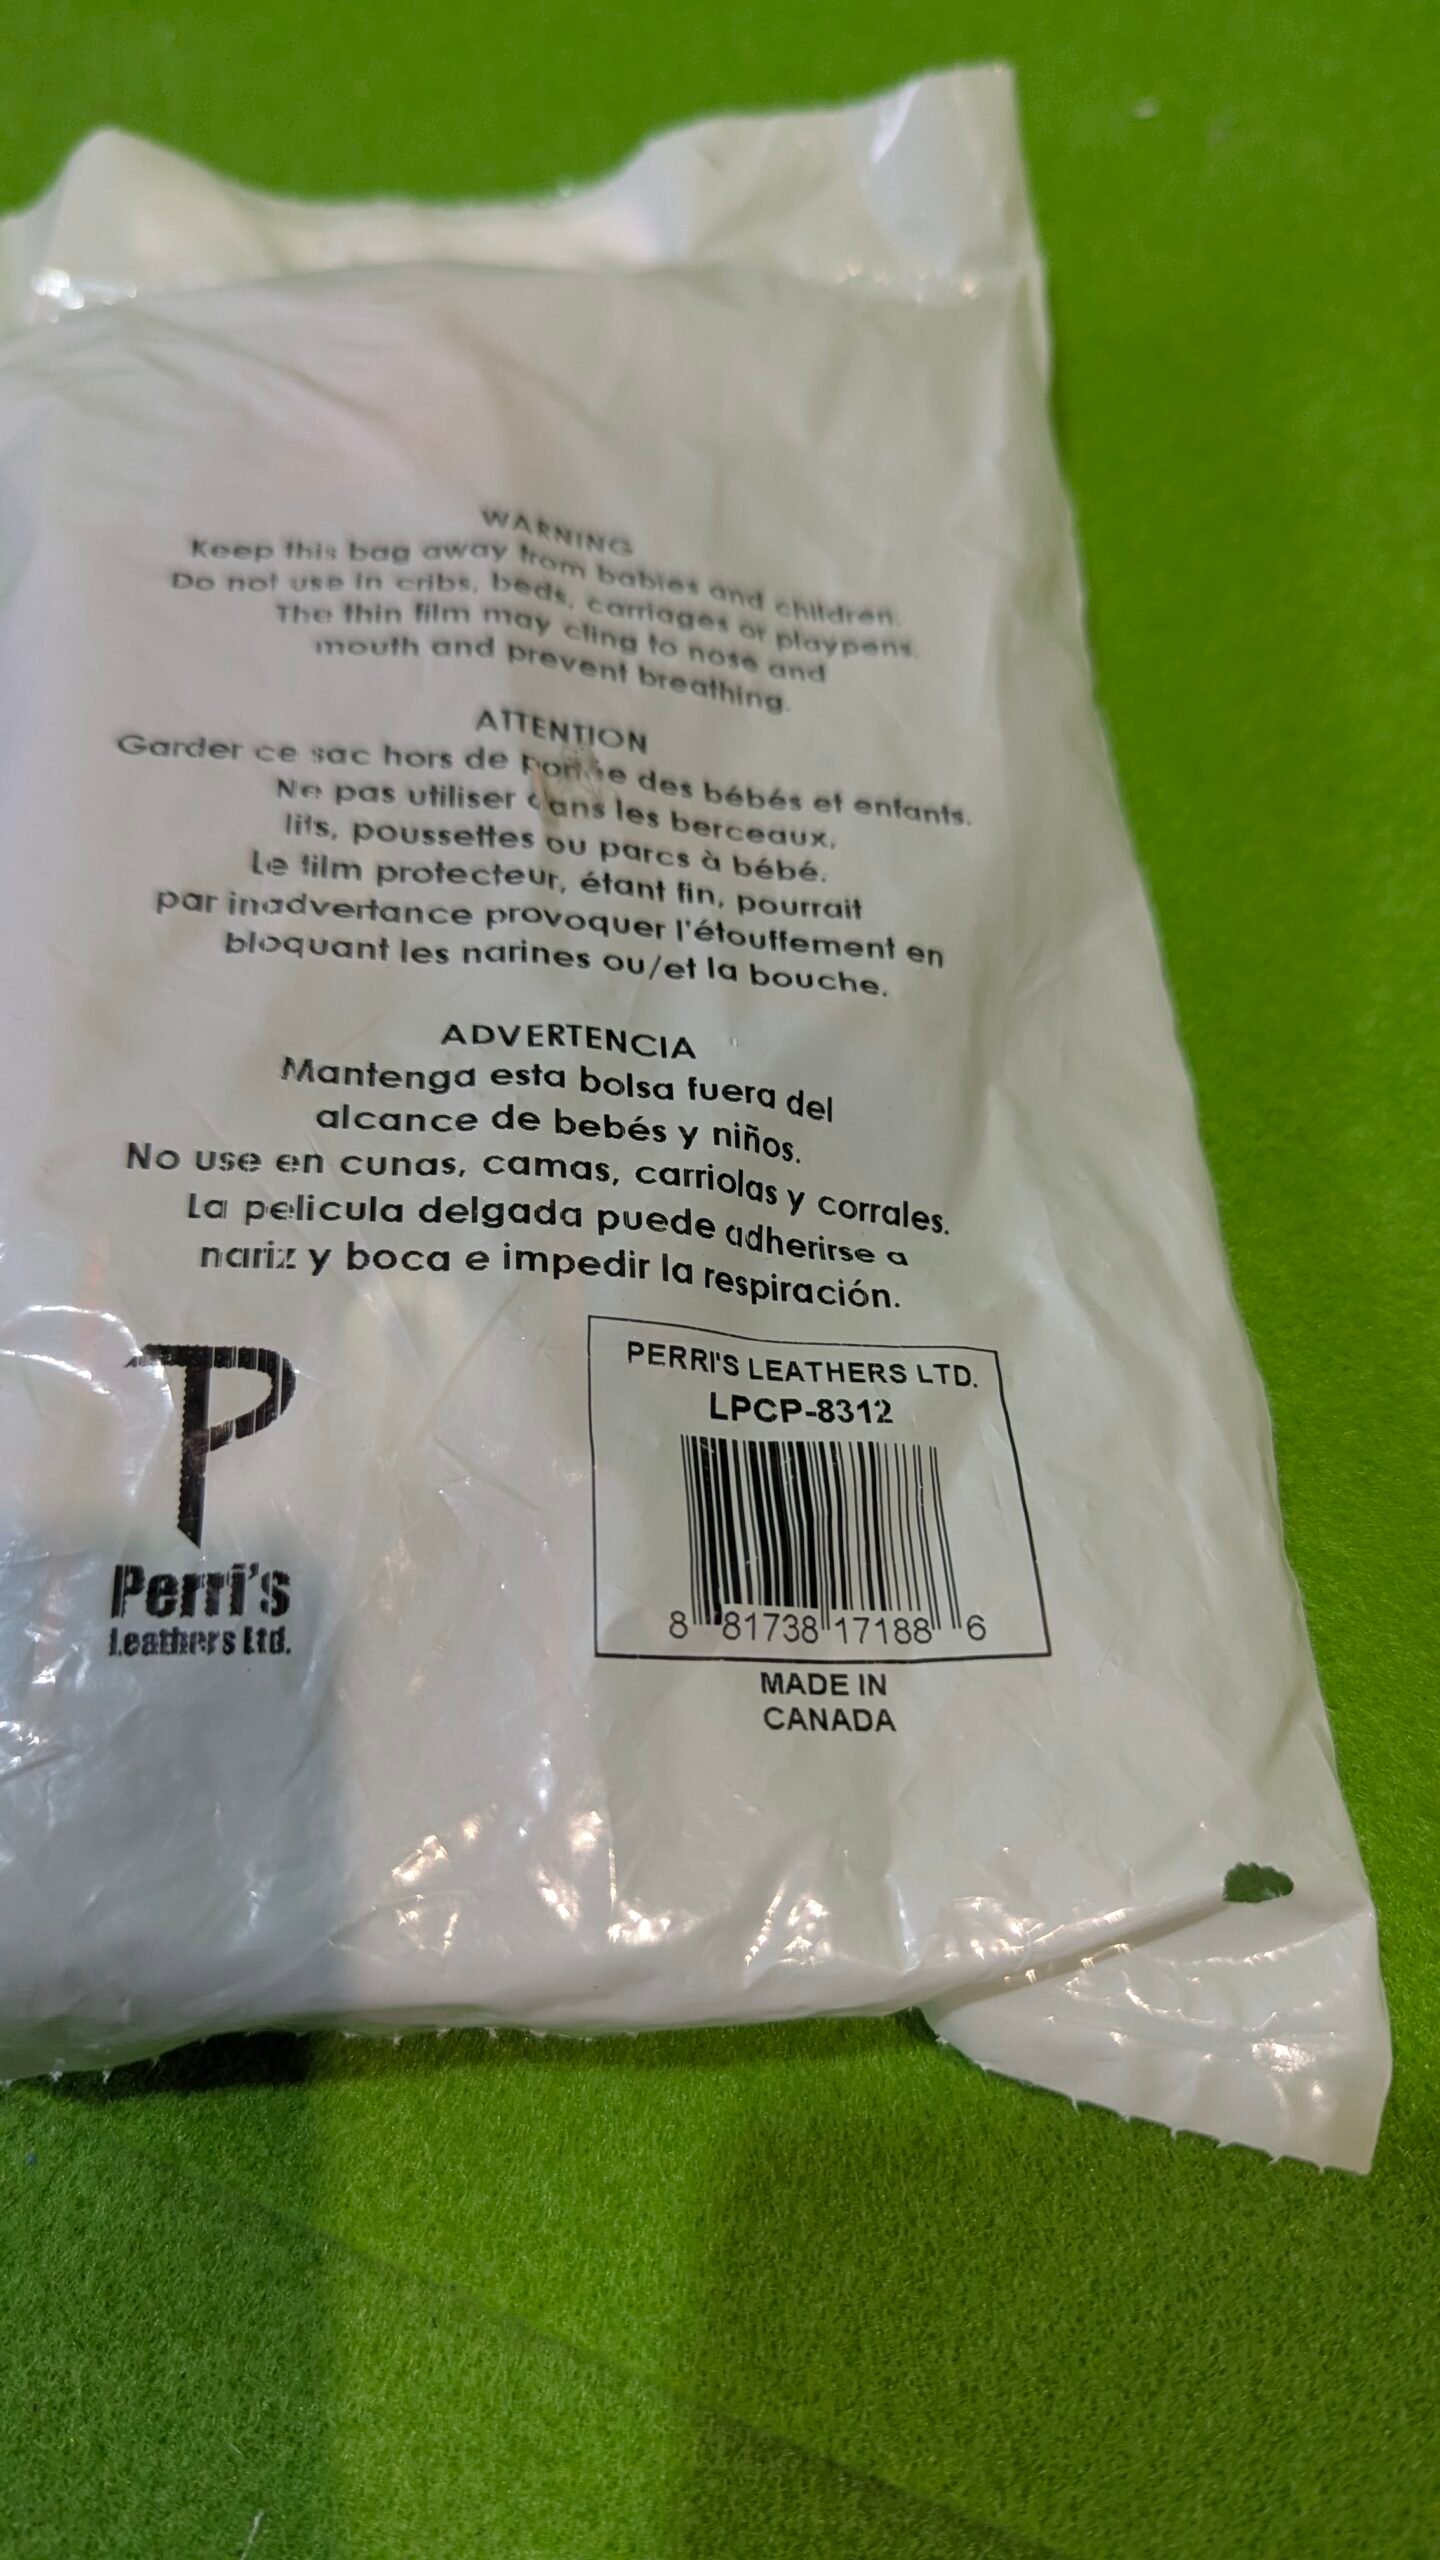 WARNING
Keep this bag away from babies and children.
Do not use in cribs, beds, carriages or playpens.
The thin film may cling to nose and
mouth and prevent breathing.
ATTENTION
Garder ce sac hors de portée des bébés et enfants.
Ne pas utiliser dans les berceaux,
lits, poussettes ou parcs à bébé.
Le film protecteur, étant fin, pourrait
par inadvertance provoquer l'étouffement en
bloquant les narines ou/et la bouche.
ADVERTENCIA
Mantenga esta bolsa fuera del
alcance de bebés y niños.
No use en cunas, camas, carriolas y corrales.
La pelicula delgada puede adherirse a
nariz y boca e impedir la respiración.
P
Perri's
Leathers Ltd.
PERRI'S LEATHERS LTD.
LPCP-8312
8 81738 17188 6
MADE IN
CANADA